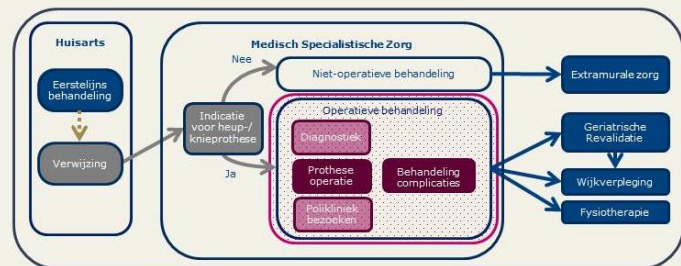 Huisarts
Eerstelijns
behandeling
Verwijzing
Medisch Specialistische Zorg
Nee
Niet-operatieve behandeling
Indicatie
voor heup-/
knieprothese
Ja
Operatieve behandeling
Diagnostiek
Prothese
operatie
Behandeling
complicaties
Polikliniek
bezoeken
Extramurale zorg
Geriatrische
Revalidatie
Wijkverpleging
Fysiotherapie